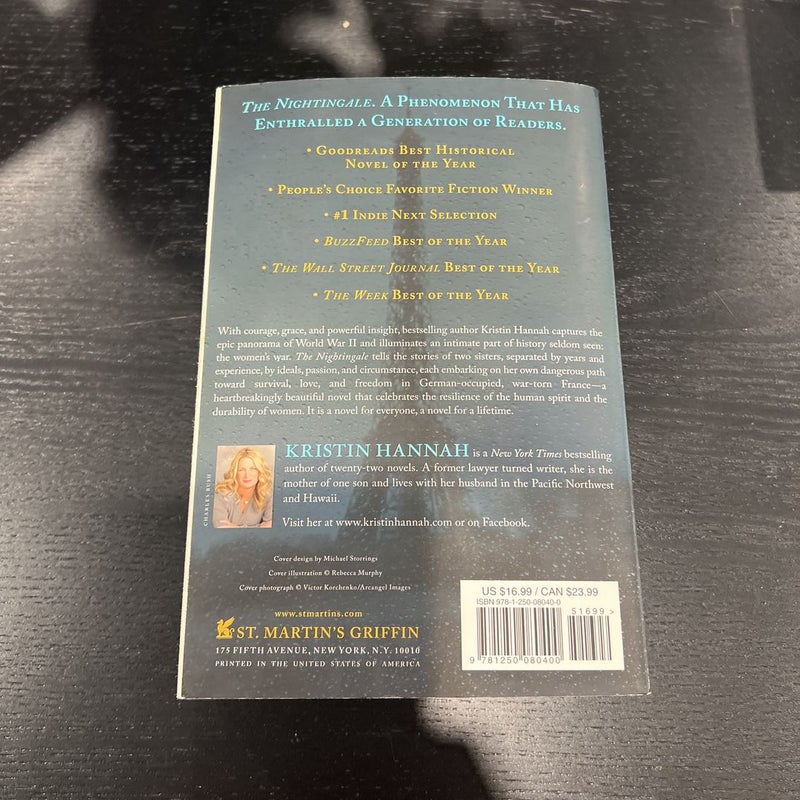 THE NIGHTINGALE. A PHENOMENON THAT HAS
ENTHRALLED A GENERATION OF READERS.
• GOODREADS BEST HISTORICAL
NOVEL OF THE YEAR
• PEOPLE'S CHOICE FAVORITE FICTION WINNER
• #1 INDIE NEXT SELECTION
• BUZZFEED BEST OF THE YEAR
• THE WALL STREET JOURNAL BEST OF THE YEAR
• THE WEEK BEST OF THE YEAR
With courage, grace, and powerful insight, bestselling author Kristin Hannah captures the
epic panorama of World War II and illuminates an intimate part of history seldom seen:
the women's war. The Nightingale tells the stories of two sisters, separated by years and
experience, by ideals, passion, and circumstance, each embarking on her own dangerous path
toward survival, love, and freedom in German-occupied, war-torn France—a
heartbreakingly beautiful novel that celebrates the resilience of the human spirit and the
durability of women. It is a novel for everyone, a novel for a lifetime.
KRISTIN HANNAH is a New York Times bestselling
author of twenty-two novels. A former lawyer turned writer, she is the
mother of one son and lives with her husband in the Pacific Northwest
and Hawaii.
Visit her at www.kristinhannah.com or on Facebook.
CHARLES BUSH
Cover design by Michael Storrings
Cover illustration © Rebecca Murphy
Cover photograph © Victor Korchenko/Arcangel Images
www.stmartins.com
ST. MARTIN'S GRIFFIN
175 FIFTH AVENUE, NEW YORK, N.Y. 10010
PRINTED IN THE UNITED STATES OF AMERICA
US $16.99 / CAN $23.99
ISBN 978-1-250-08040-0
51699 >
9 781250 080400